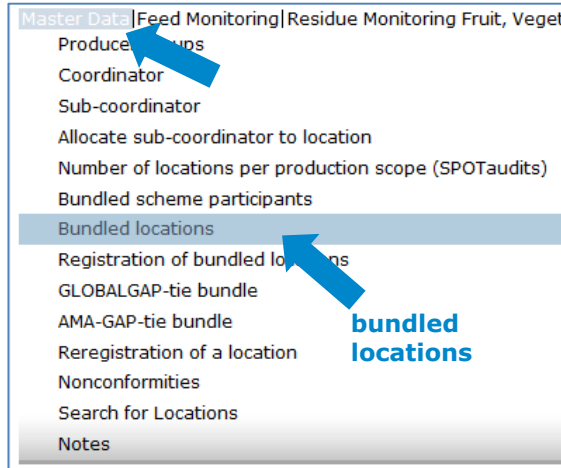 Master Data|Feed Monitoring|Residue Monitoring Fruit, Veget
Coordinator
Sub-coordinator
Allocate sub-coordinator to location
Number of locations per production scope (SPOTaudits)
Bundled scheme participants
Bundled locations
Registration of bundled
GLOBALGAP-tie bundle
AMA-GAP-tie bundle
Reregistration of a location
Nonconformities
Search for Locations
Notes
bundled
locations